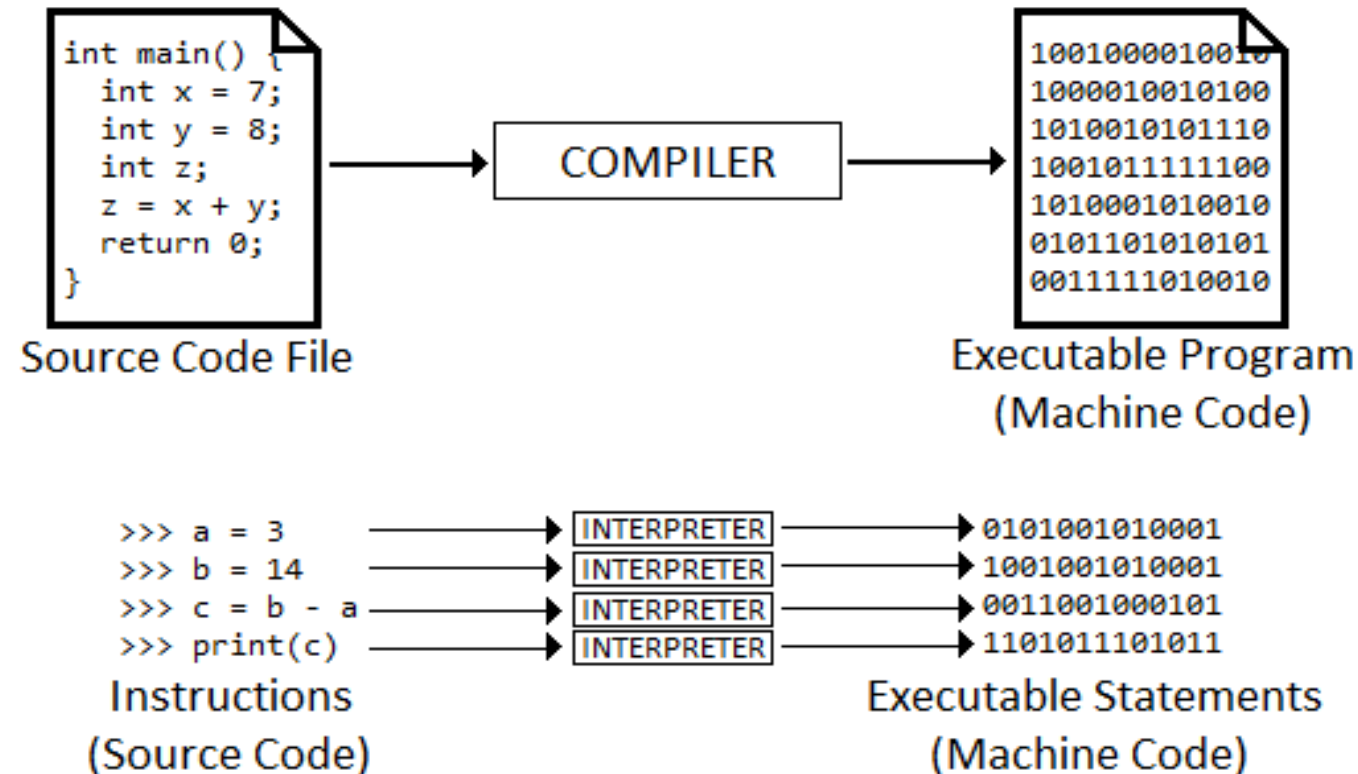 int main() {
int x = 7;
int y = 8;
int z;
z = x + y;
return 0;
}
Source Code File
COMPILER
1001000010010
1000010010100
1010010101110
1001011111100
1010001010010
0101101010101
0011111010010
Executable Program
(Machine Code)
>>> a = 3
>>> b = 14
>>> c = b - a
>>> print(c)
Instructions
(Source Code)
INTERPRETER
INTERPRETER
INTERPRETER
INTERPRETER
0101001010001
1001001010001
0011001000101
1101011101011
Executable Statements
(Machine Code)